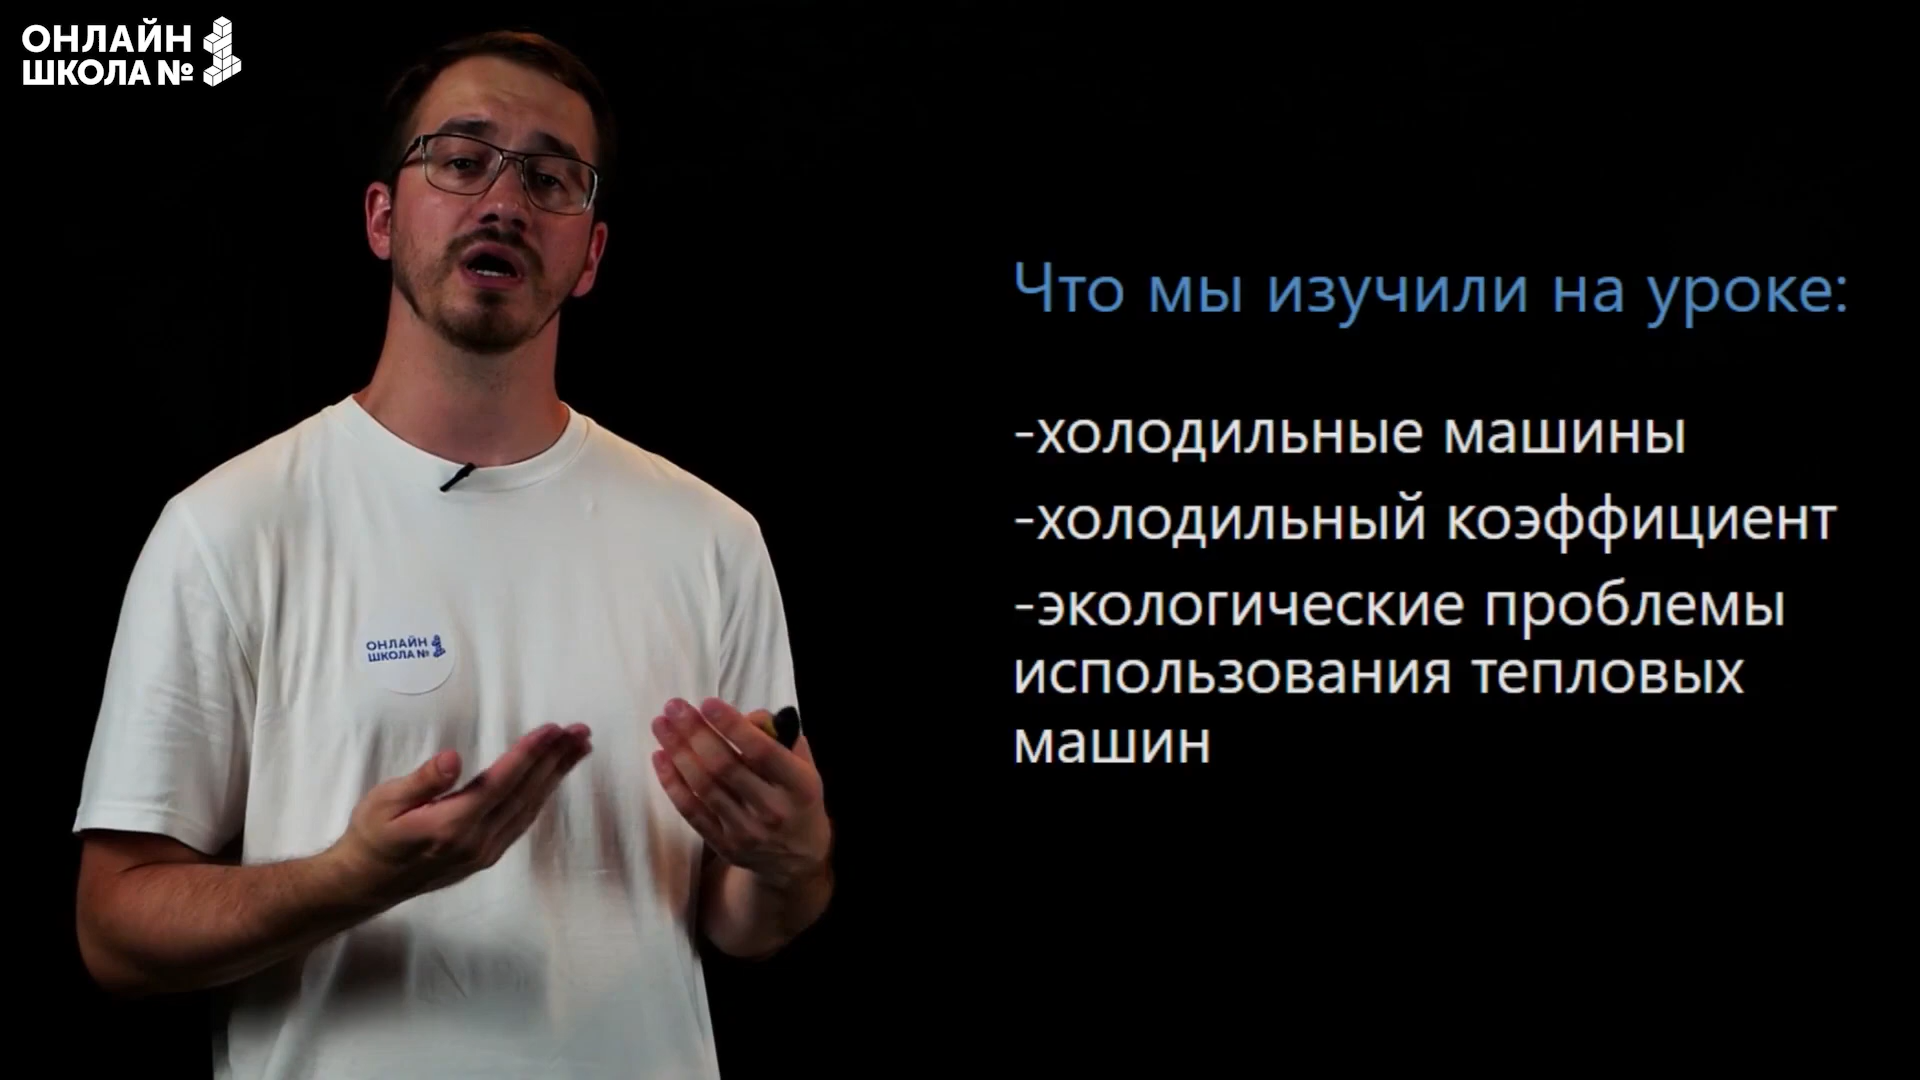 ОНЛАЙН
ШКОЛА №
Что мы изучили на уроке:
-холодильные машины
-холодильный коэффициент
-экологические проблемы
использования тепловых
машин
ОНЛАЙН
ШКОЛА №